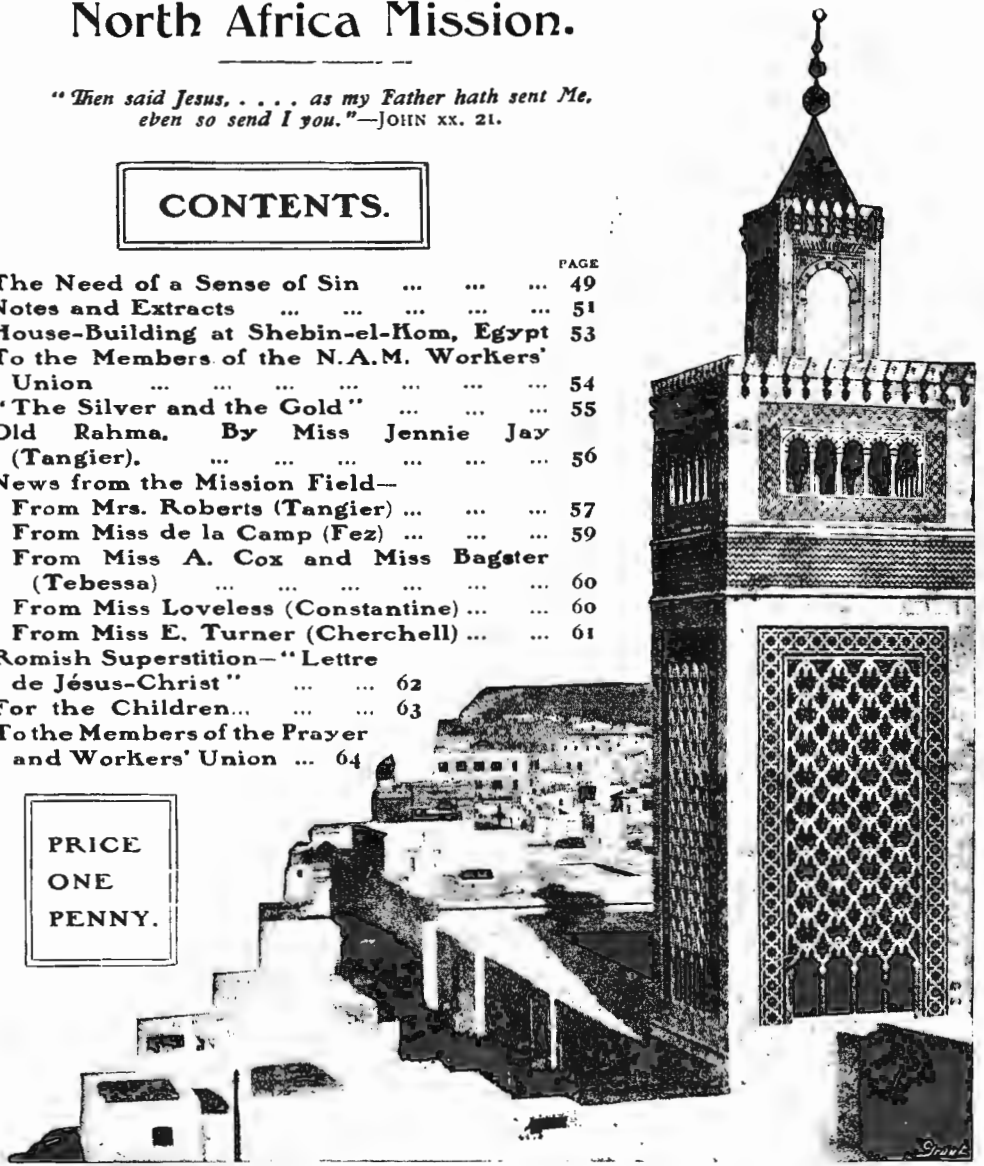 North Africa Mission.
"Then said Jesus, . . . . . as my Father hath sent Me,
even so send I you."—JOHN xx. 21.
CONTENTS.
PAGE
The Need of a Sense of Sin ... ... ... 49
Notes and Extracts ... ... ... ... ... 51
House-Building at Shebin-el-Kom, Egypt 53
To the Members of the N.A.M. Workers'
Union ... ... ... ... ... ... ... 54
"The Silver and the Gold" ... ... ... 55
Old Rahma. By Miss Jennie Jay
(Tangier). ... ... ... ... ... ... 56
News from the Mission Field—
From Mrs. Roberts (Tangier) ... ... ... 57
From Miss de la Camp (Fez) ... ... ... 59
From Miss A. Cox and Miss Bagster
(Tebessa) ... ... ... ... ... ... 60
From Miss Loveless (Constantine) ... ... 60
From Miss E. Turner (Cherchell) ... ... 61
Romish Superstition—"Lettre
de Jésus-Christ" ... ... 62
For the Children... ... ... 63
To the Members of the Prayer
and Workers' Union ... 64
PRICE
ONE
PENNY.